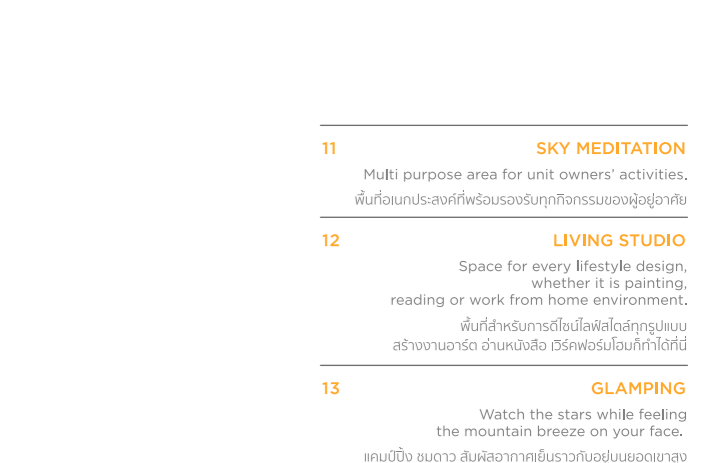 11 SKY MEDITATION
Multi purpose area for unit owners’ activities.
พื้นที่อเนกประสงค์ที่พร้อมรองรับทุกกิจกรรมของผู้อยู่อาศัย
12 LIVING STUDIO
Space for every lifestyle design,
whether it is painting,
reading or work from home environment.
พื้นที่สำหรับการดีไซน์ไลฟ์สไตล์ทุกรูปแบบ
สร้างงานอาร์ต อ่านหนังสือ เวิร์คฟอร์มโฮมก็ทำได้ที่นี่
13 GLAMPING
Watch the stars while feeling
the mountain breeze on your face.
แคมป์ปิ้ง ชมดาว สัมผัสอากาศเย็นราวกับอยู่บนยอดเขาสูง